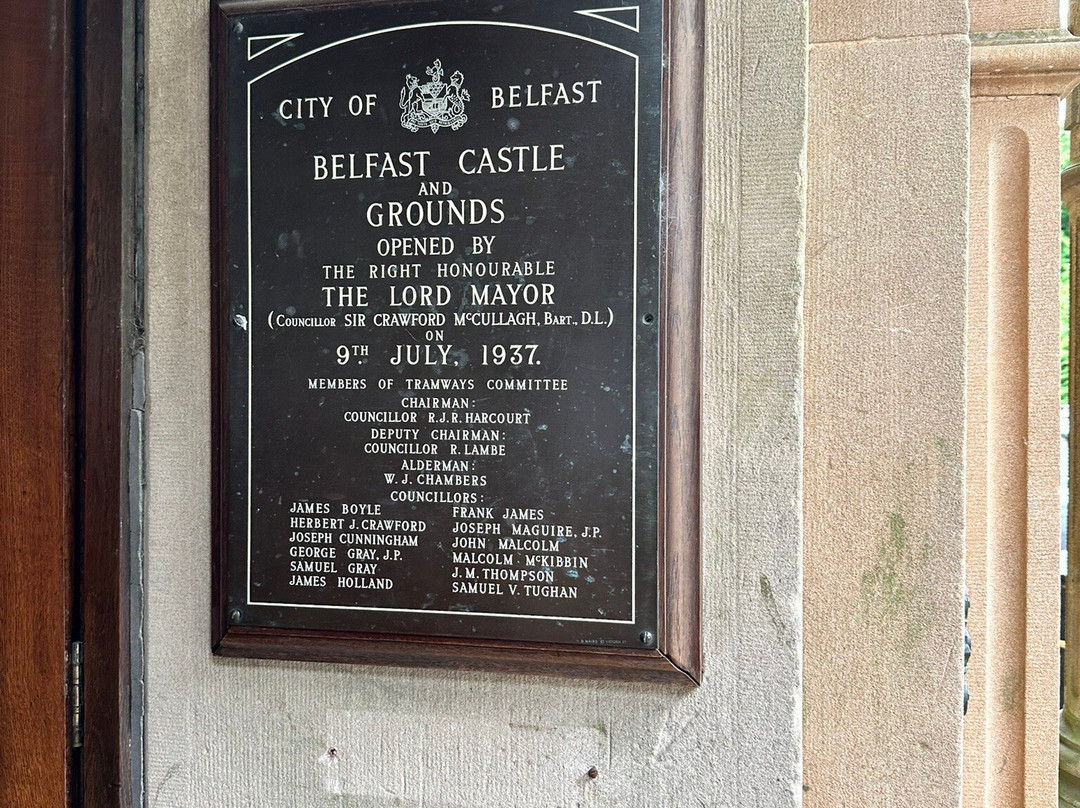 CITY OF BELFAST
BELFAST CASTLE
AND
GROUNDS
OPENED BY
THE RIGHT HONOURABLE
THE LORD MAYOR
(COUNCILLOR SIR CRAWFORD McCULLAGH, BART., D.L.)
ON
9TH JULY, 1937.
MEMBERS OF TRAMWAYS COMMITTEE
CHAIRMAN:
COUNCILLOR R.J.R. HARCOURT
DEPUTY CHAIRMAN:
COUNCILLOR R. LAMBE
ALDERMAN:
W. J. CHAMBERS
COUNCILLORS:
JAMES BOYLE
HERBERT J. CRAWFORD
JOSEPH CUNNINGHAM
GEORGE GRAY, J.P.
SAMUEL GRAY
JAMES HOLLAND
FRANK JAMES
JOSEPH MAGUIRE, J.P.
JOHN MALCOLM
MALCOLM McKIBBIN
J. M. THOMPSON
SAMUEL V. TUGHAN